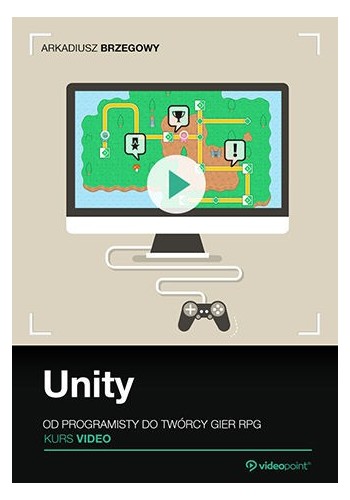 ARKADIUSZ BRZEGOWY
Unity
OD PROGRAMISTY DO TWÓRCY GIER RPG
KURS VIDEO
videopoint